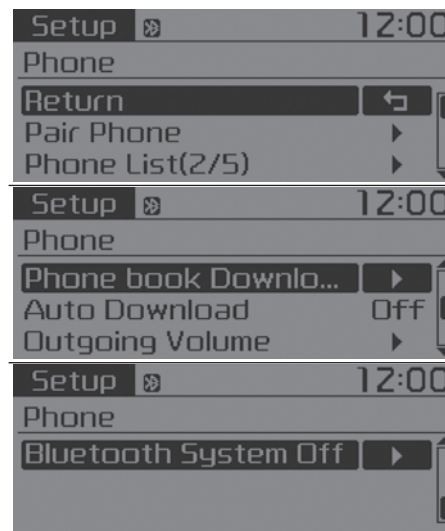 Setup 12:00
Phone
Return
Pair Phone
Phone List(2/5)
Setup 12:00
Phone
Phone book Downlo...
Auto Download Off
Outgoing Volume
Setup 12:00
Phone
Bluetooth System Off